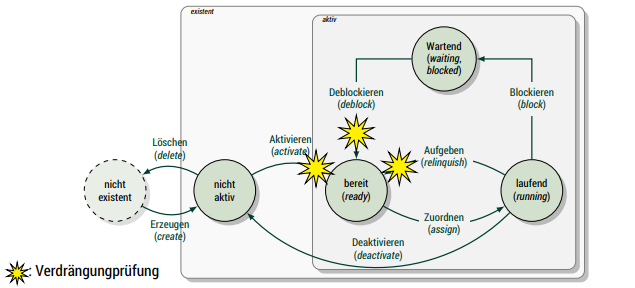 existent
aktiv
Wartend
(waiting,
blocked)
Deblockieren
(deblock)
Blockieren
(block)
Löschen
(delete)
Aktivieren
(activate)
Aufgeben
(relinquish)
nicht
existent
nicht
aktiv
bereit
(ready)
laufend
(running)
Erzeugen
(create)
Zuordnen
(assign)
Deaktivieren
(deactivate)
: Verdrängungprüfung